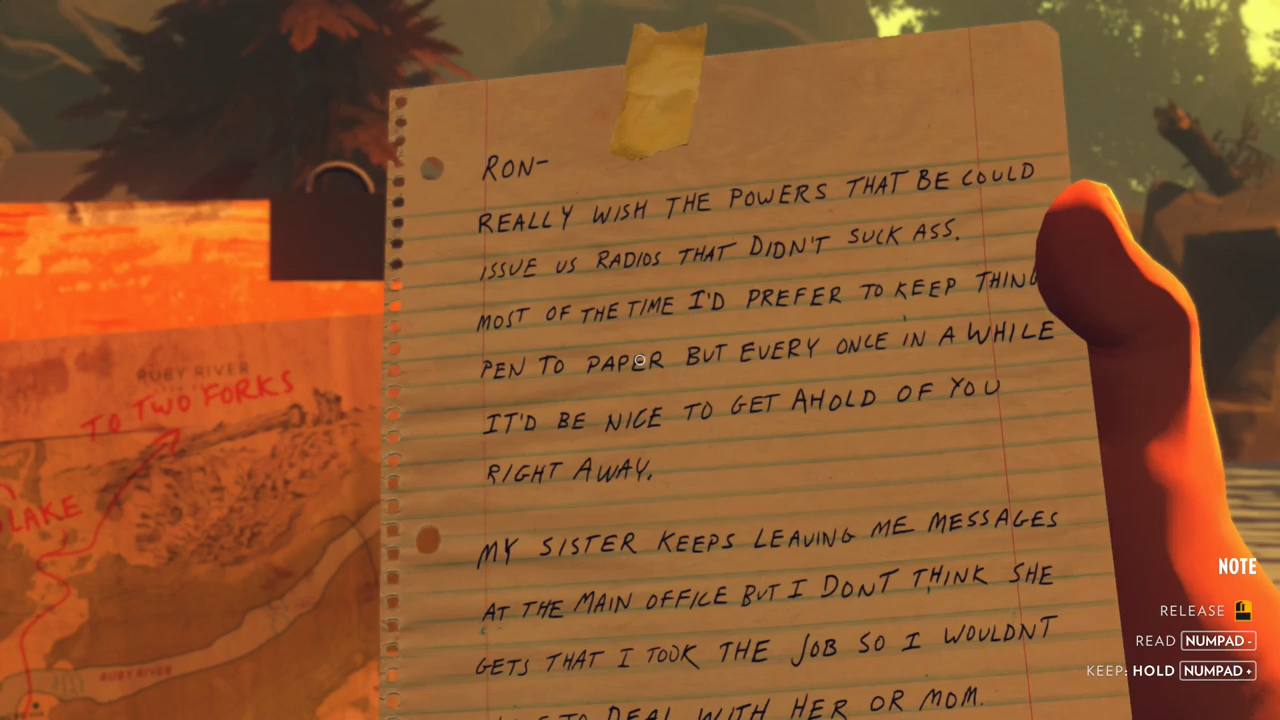 RON-
REALLY WISH THE POWERS THAT BE COULD
ISSUE US RADIOS THAT DIDN'T SUCK ASS.
MOST OF THE TIME I'D PREFER TO KEEP
PEN TO PAPER BUT EVERY ONCE IN A WHILE
IT'D BE NICE TO GET AHOLD OF YOU
RIGHT AWAY.
MY SISTER KEEPS LEAVING ME MESSAGES
AT THE MAIN OFFICE BUT I DONT THINK SHE
GETS THAT I TOOK THE JOB SO I WOULDNT
TO DEAL WITH HER OR MOM.
RUBY RIVER
TO TWO FORKS
LAKE
RUBY RIVER
NOTE
RELEASE
READ NUMPAD -
KEEP: HOLD NUMPAD +